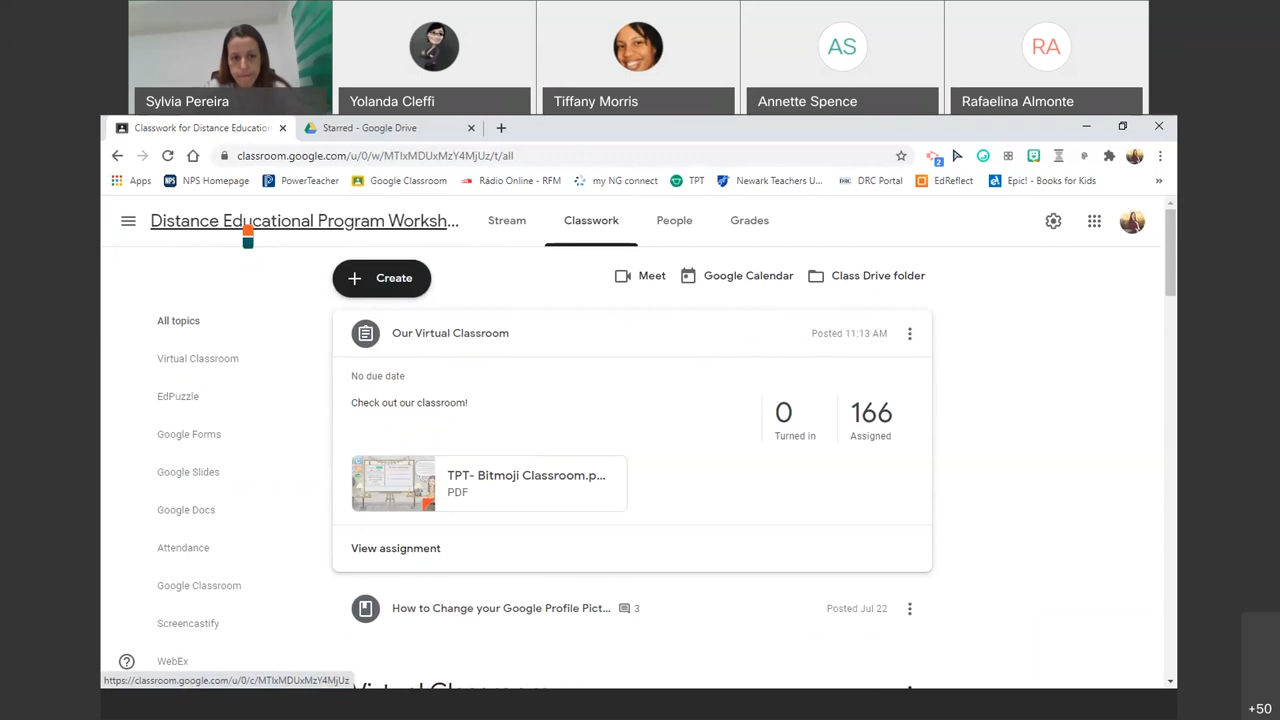 AS
RA
Sylvia Pereira
Yolanda Cleffi
Tiffany Morris
Annette Spence
Rafaelina Almonte
Classwork for Distance Education
Starred - Google Drive
classroom.google.com/u/0/w/MTIxMDUxMzY4MjUz/t/all
2
Apps
NPS Homepage
PowerTeacher
Google Classroom
Rádio Online - RFM
my NG connect
TPT
Newark Teachers U...
DRC Portal
EdReflect
Epic! - Books for Kids
»
Distance Educational Program Worksh...
Stream
Classwork
People
Grades
Create
Meet
Google Calendar
Class Drive folder
All topics
Virtual Classroom
EdPuzzle
Google Forms
Google Slides
Google Docs
Attendance
Google Classroom
Screencastify
WebEx
Our Virtual Classroom
Posted 11:13 AM
No due date
Check out our classroom!
0
Turned in
166
Assigned
TPT- Bitmoji Classroom.p...
PDF
View assignment
How to Change your Google Profile Pict...
3
Posted Jul 22
Virtual Classroom
https://classroom.google.com/u/0/c/MTIxMDUxMzY4MjUz
+50